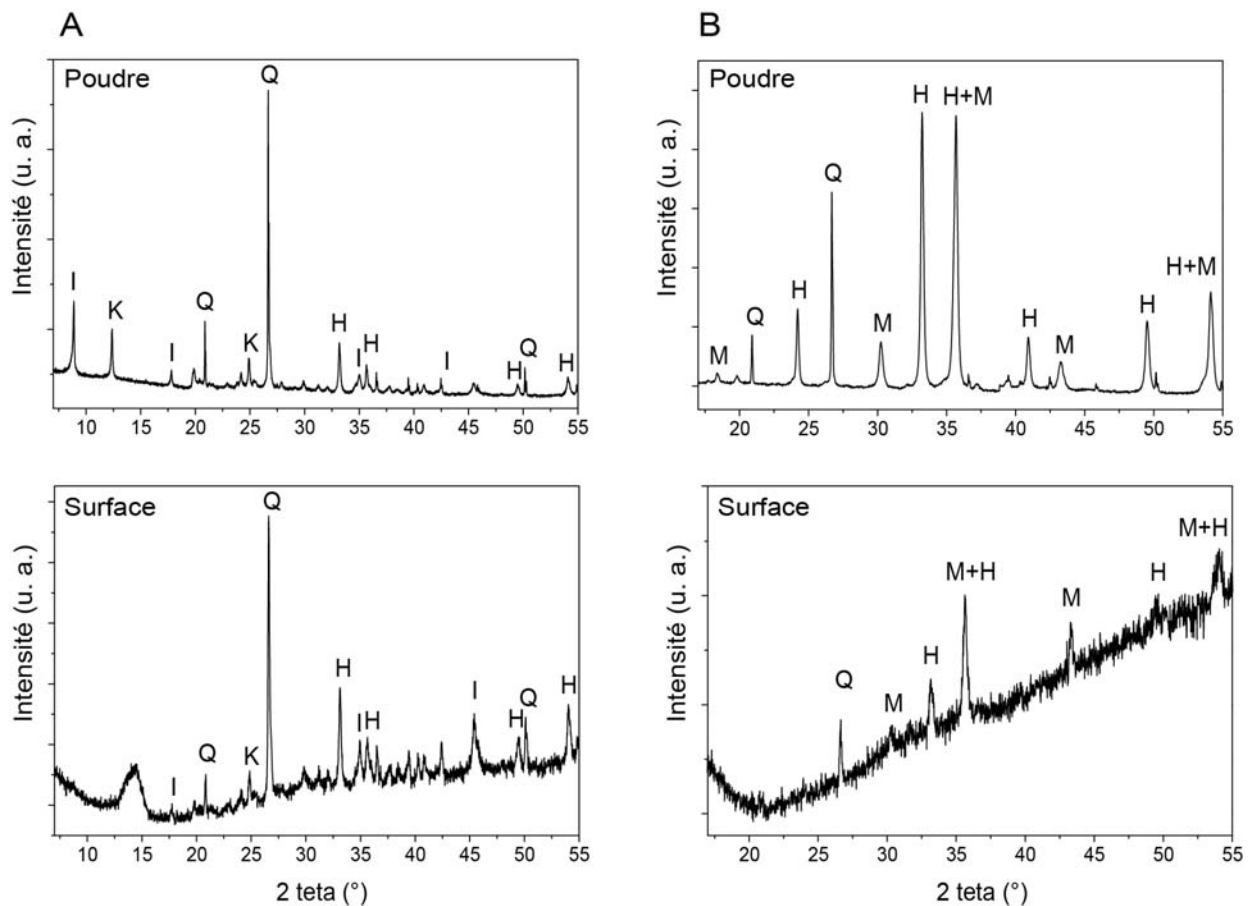 A
Poudre
Intensité (u. a.)
I K I Q K Q H I H I H Q H
10 15 20 25 30 35 40 45 50 55
B
Poudre
Intensité (u. a.)
M Q H Q M H H+M H M H H+M
20 25 30 35 40 45 50 55
Surface
Intensité (u. a.)
I Q K Q H I H I H Q H
10 15 20 25 30 35 40 45 50 55
2 teta (°)
Surface
Intensité (u. a.)
Q M H M+H M H M+H
20 25 30 35 40 45 50 55
2 teta (°)